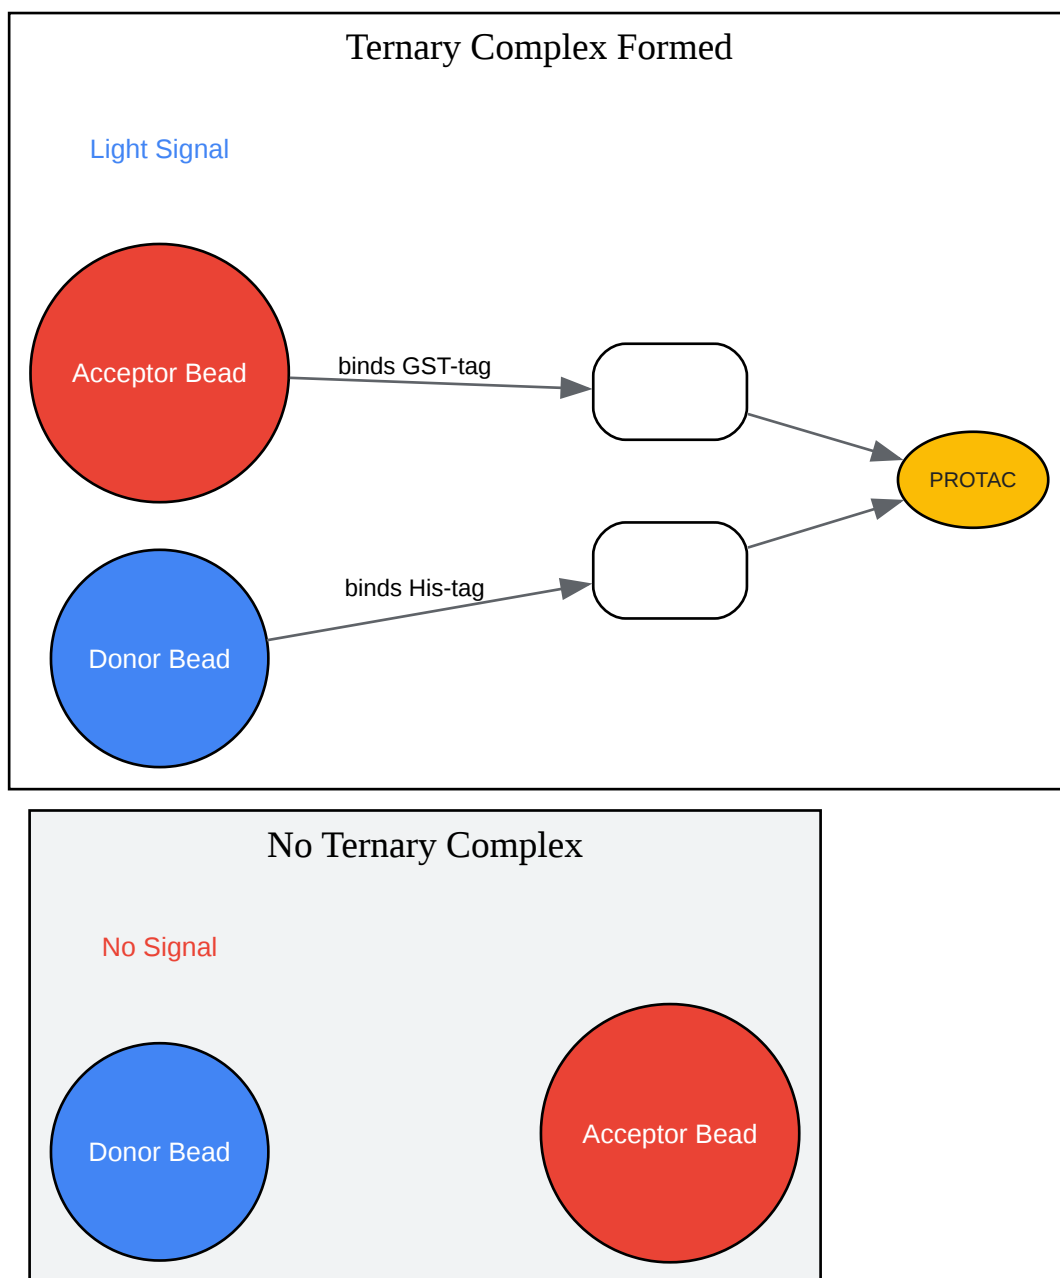 Ternary Complex Formed
Light Signal
Acceptor Bead
binds GST-tag
PROTAC
binds His-tag
Donor Bead
No Ternary Complex
No Signal
Donor Bead
Acceptor Bead